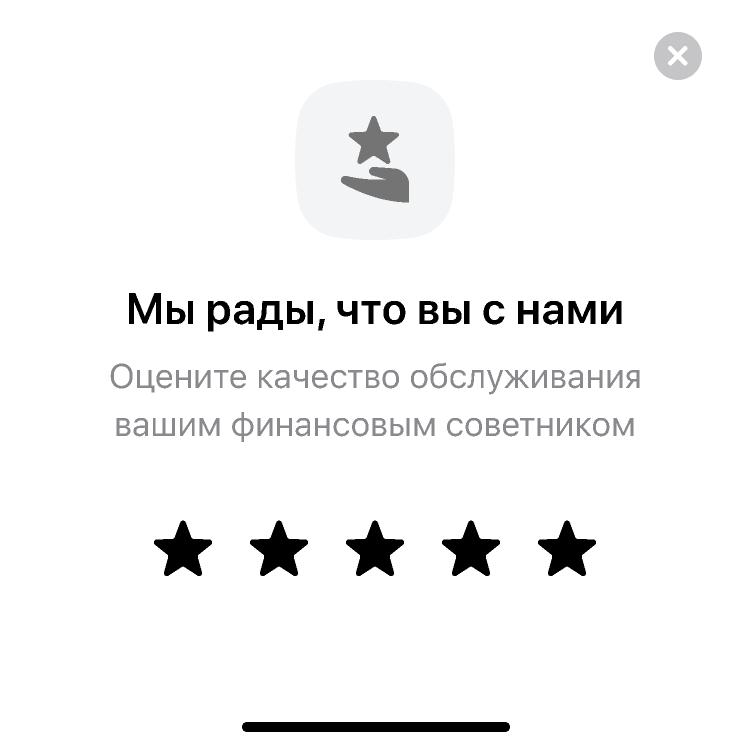 Мы рады, что вы с нами
Оцените качество обслуживания
вашим финансовым советником